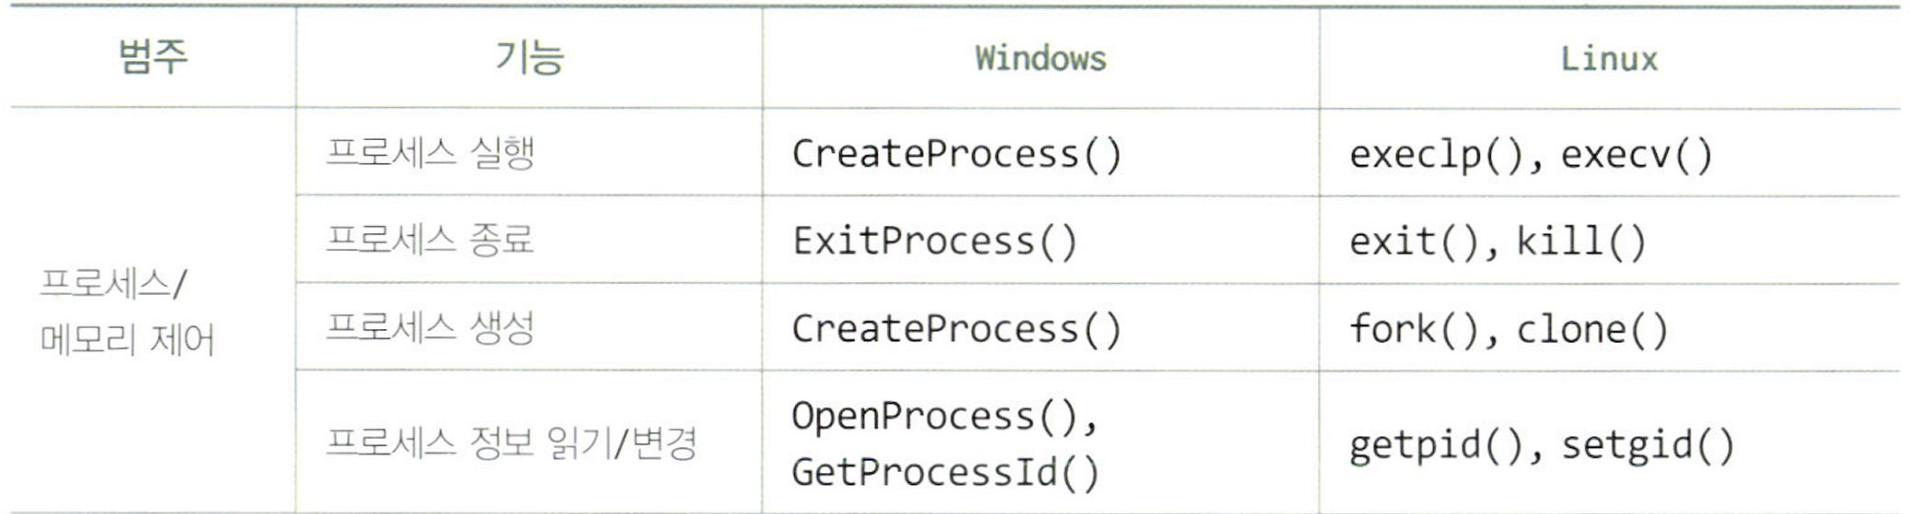 범주 기능 Windows Linux
프로세스 실행 CreateProcess() execlp(), execv()
프로세스 종료 ExitProcess() exit(), kill()
프로세스/
메모리 제어
프로세스 생성 CreateProcess() fork(), clone()
프로세스 정보 읽기/변경 OpenProcess(),
GetProcessId() getpid(), setgid()